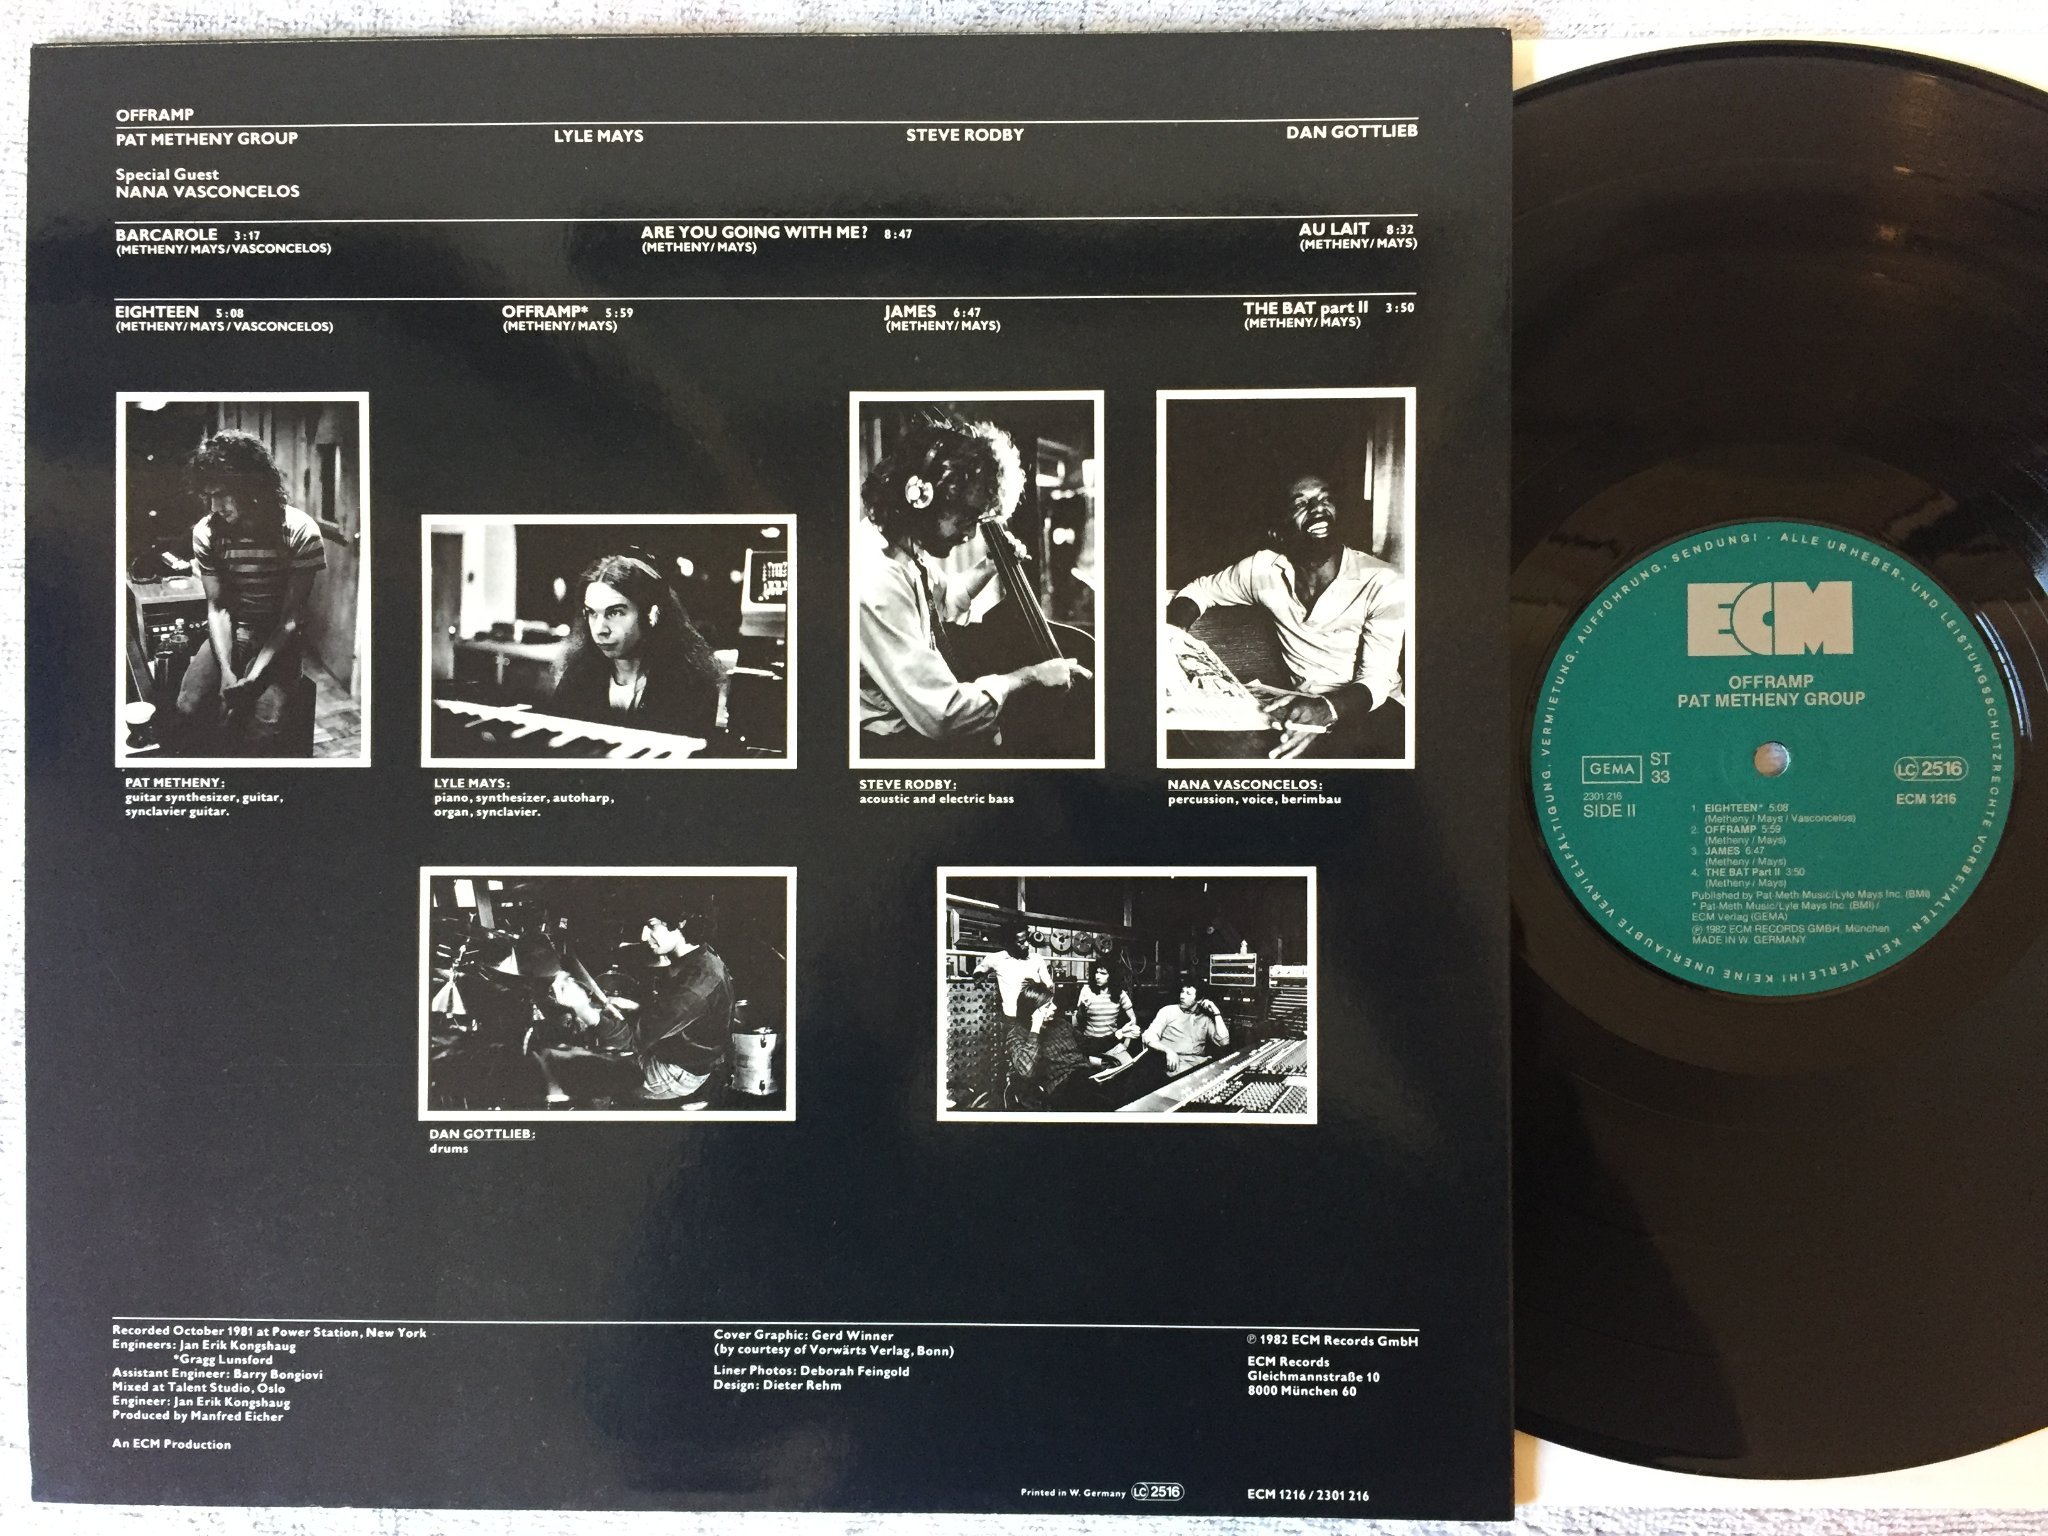 OFFRAMP
PAT METHENY GROUP LYLE MAYS STEVE RODBY DAN GOTTLIEB
Special Guest
NANA VASCONCELOS
BARCAROLE 3:17 ARE YOU GOING WITH ME? 8:47 AU LAIT 8:32
(METHENY/MAYS/VASCONCELOS) (METHENY/MAYS) (METHENY/MAYS)
EIGHTEEN 5:08 OFFRAMP* 5:59 JAMES 6:47 THE BAT part II 3:50
(METHENY/MAYS/VASCONCELOS) (METHENY/MAYS) (METHENY/MAYS) (METHENY/MAYS)
PAT METHENY:
guitar synthesizer, guitar,
synclavier guitar.
LYLE MAYS:
piano, synthesizer, autoharp,
organ, synclavier.
STEVE RODBY:
acoustic and electric bass
NANA VASCONCELOS:
percussion, voice, berimbau
DAN GOTTLIEB:
drums
Recorded October 1981 at Power Station, New York
Engineers: Jan Erik Kongshaug
*Gragg Lunsford
Assistant Engineer: Barry Bongiovi
Mixed at Talent Studio, Oslo
Engineer: Jan Erik Kongshaug
Produced by Manfred Eicher
An ECM Production
Cover Graphic: Gerd Winner
(by courtesy of Vorwärts Verlag, Bonn)
Liner Photos: Deborah Feingold
Design: Dieter Rehm
℗ 1982 ECM Records GmbH
ECM Records
Gleichmannstraße 10
8000 München 60
Printed in W. Germany LC 2516
ECM 1216 / 2301 216
ALLE URHEBER- UND LEISTUNGSSCHUTZRECHTE VORBEHALTEN · KEIN VERLEIH! KEINE UNERLAUBTE VERVIELFÄLTIGUNG, VERMIETUNG, AUFFÜHRUNG, SENDUNG! ·
ECM
OFFRAMP
PAT METHENY GROUP
GEMA ST
33
2301 216
SIDE II
LC 2516
ECM 1216
1. EIGHTEEN* 5:08
(Metheny / Mays / Vasconcelos)
2. OFFRAMP 5:59
(Metheny / Mays)
3. JAMES 6:47
(Metheny / Mays)
4. THE BAT Part II 3:50
(Metheny / Mays)
Published by Pat-Meth Music/Lyle Mays Inc. (BMI)
* Pat-Meth Music/Lyle Mays Inc. (BMI) /
ECM Verlag (GEMA)
℗ 1982 ECM RECORDS GMBH, München
MADE IN W. GERMANY